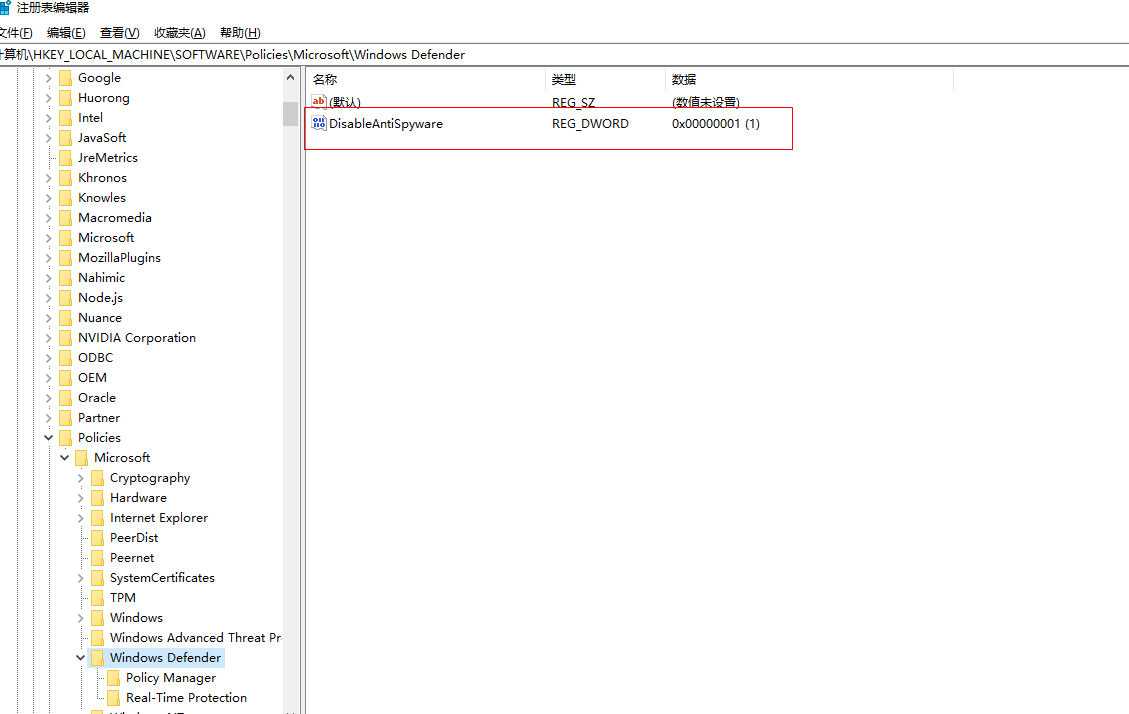 注册表编辑器
文件(F) 编辑(E) 查看(V) 收藏夹(A) 帮助(H)
计算机\HKEY_LOCAL_MACHINE\SOFTWARE\Policies\Microsoft\Windows Defender
Google
Huorong
Intel
JavaSoft
JreMetrics
Khronos
Knowles
Macromedia
Microsoft
MozillaPlugins
Nahimic
Node.js
Nuance
NVIDIA Corporation
ODBC
OEM
Oracle
Partner
Policies
Microsoft
Cryptography
Hardware
Internet Explorer
PeerDist
Peernet
SystemCertificates
TPM
Windows
Windows Advanced Threat Pr
Windows Defender
Policy Manager
Real-Time Protection
名称 类型 数据
(默认) REG_SZ (数值未设置)
DisableAntiSpyware REG_DWORD 0x00000001 (1)